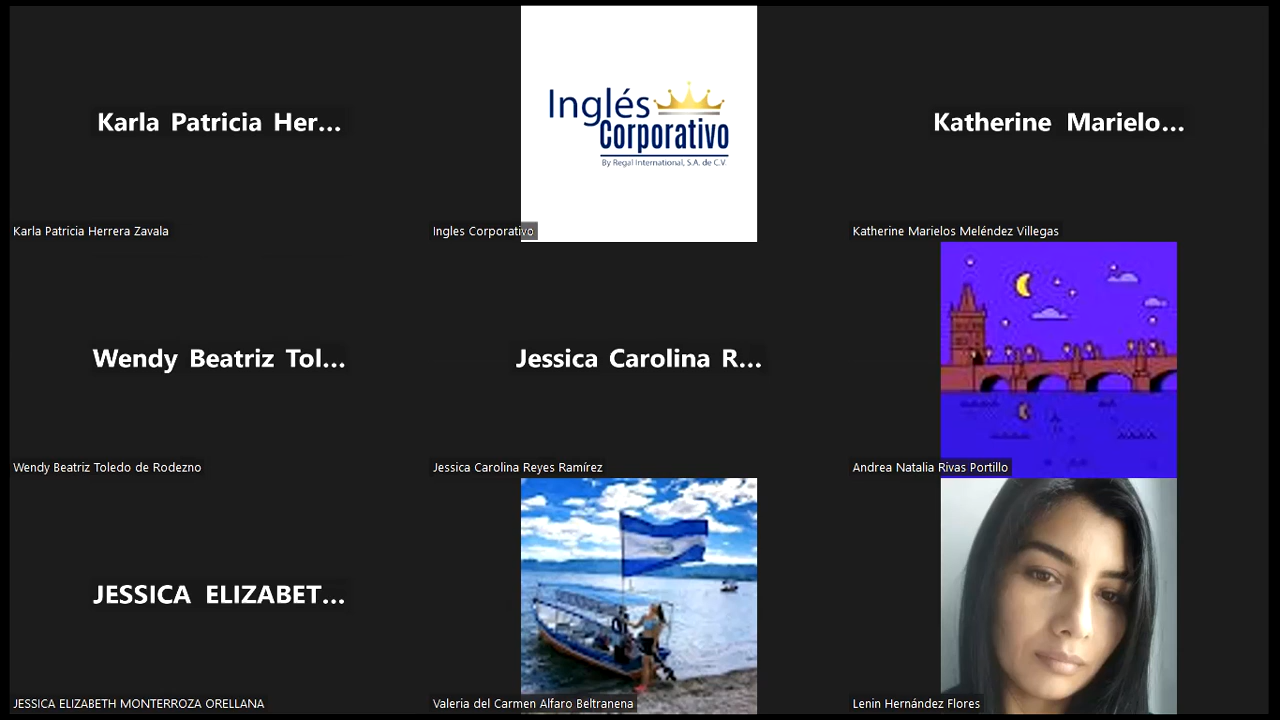 Karla Patricia Her...
Inglés
Corporativo
By Regal International, S.A. de C.V.
Katherine Marielo...
Karla Patricia Herrera Zavala
Ingles Corporativo
Katherine Marielos Meléndez Villegas
Wendy Beatriz Tol...
Jessica Carolina R...
Wendy Beatriz Toledo de Rodezno
Jessica Carolina Reyes Ramírez
Andrea Natalia Rivas Portillo
JESSICA ELIZABET...
JESSICA ELIZABETH MONTERROZA ORELLANA
Valeria del Carmen Alfaro Beltranena
Lenin Hernández Flores